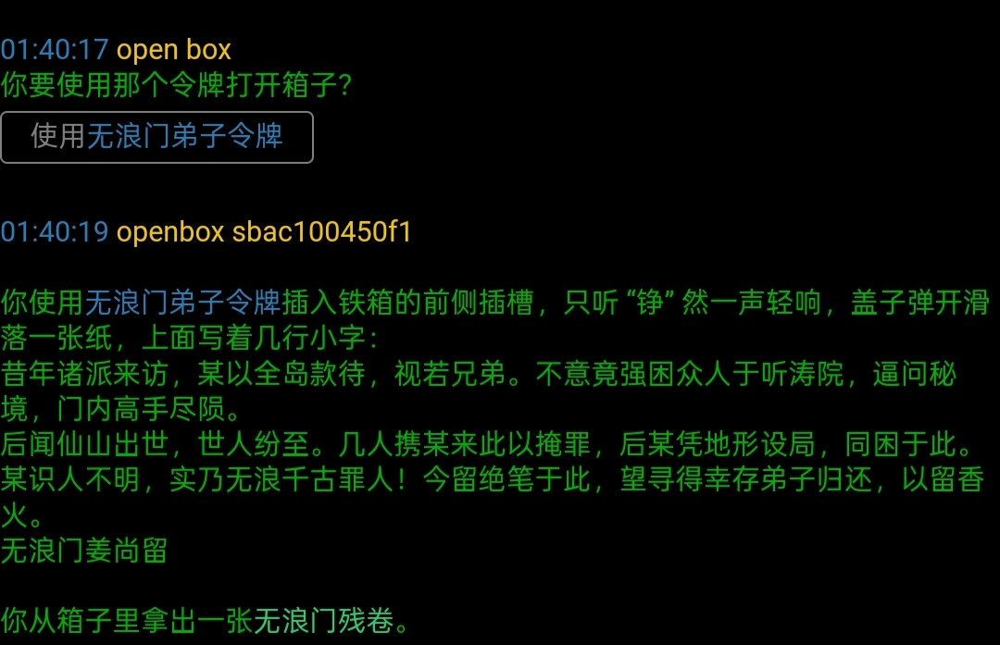 01:40:17 open box
你要使用那个令牌打开箱子？
使用无浪门弟子令牌
01:40:19 openbox sbac100450f1
你使用无浪门弟子令牌插入铁箱的前侧插槽，只听“铮”然一声轻响，盖子弹开滑
落一张纸，上面写着几行小字：
昔年诸派来访，某以全岛款待，视若兄弟。不意竟强困众人于听涛院，逼问秘
境，门内高手尽陨。
后闻仙山出世，世人纷至。几人携某来此以掩罪，后某凭地形设局，同困于此。
某识人不明，实乃无浪千古罪人！今留绝笔于此，望寻得幸存弟子归还，以留香
火。
无浪门姜尚留
你从箱子里拿出一张无浪门残卷。